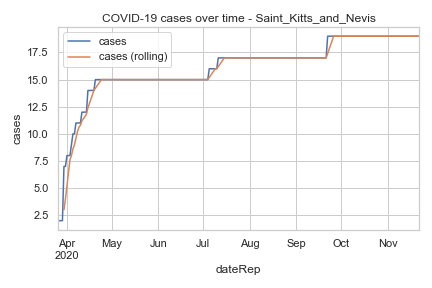 COVID-19 cases over time - Saint_Kitts_and_Nevis
cases
cases (rolling)
17.5
15.0
12.5
10.0
7.5
5.0
2.5
cases
Apr May Jun Jul Aug Sep Oct Nov
2020
dateRep